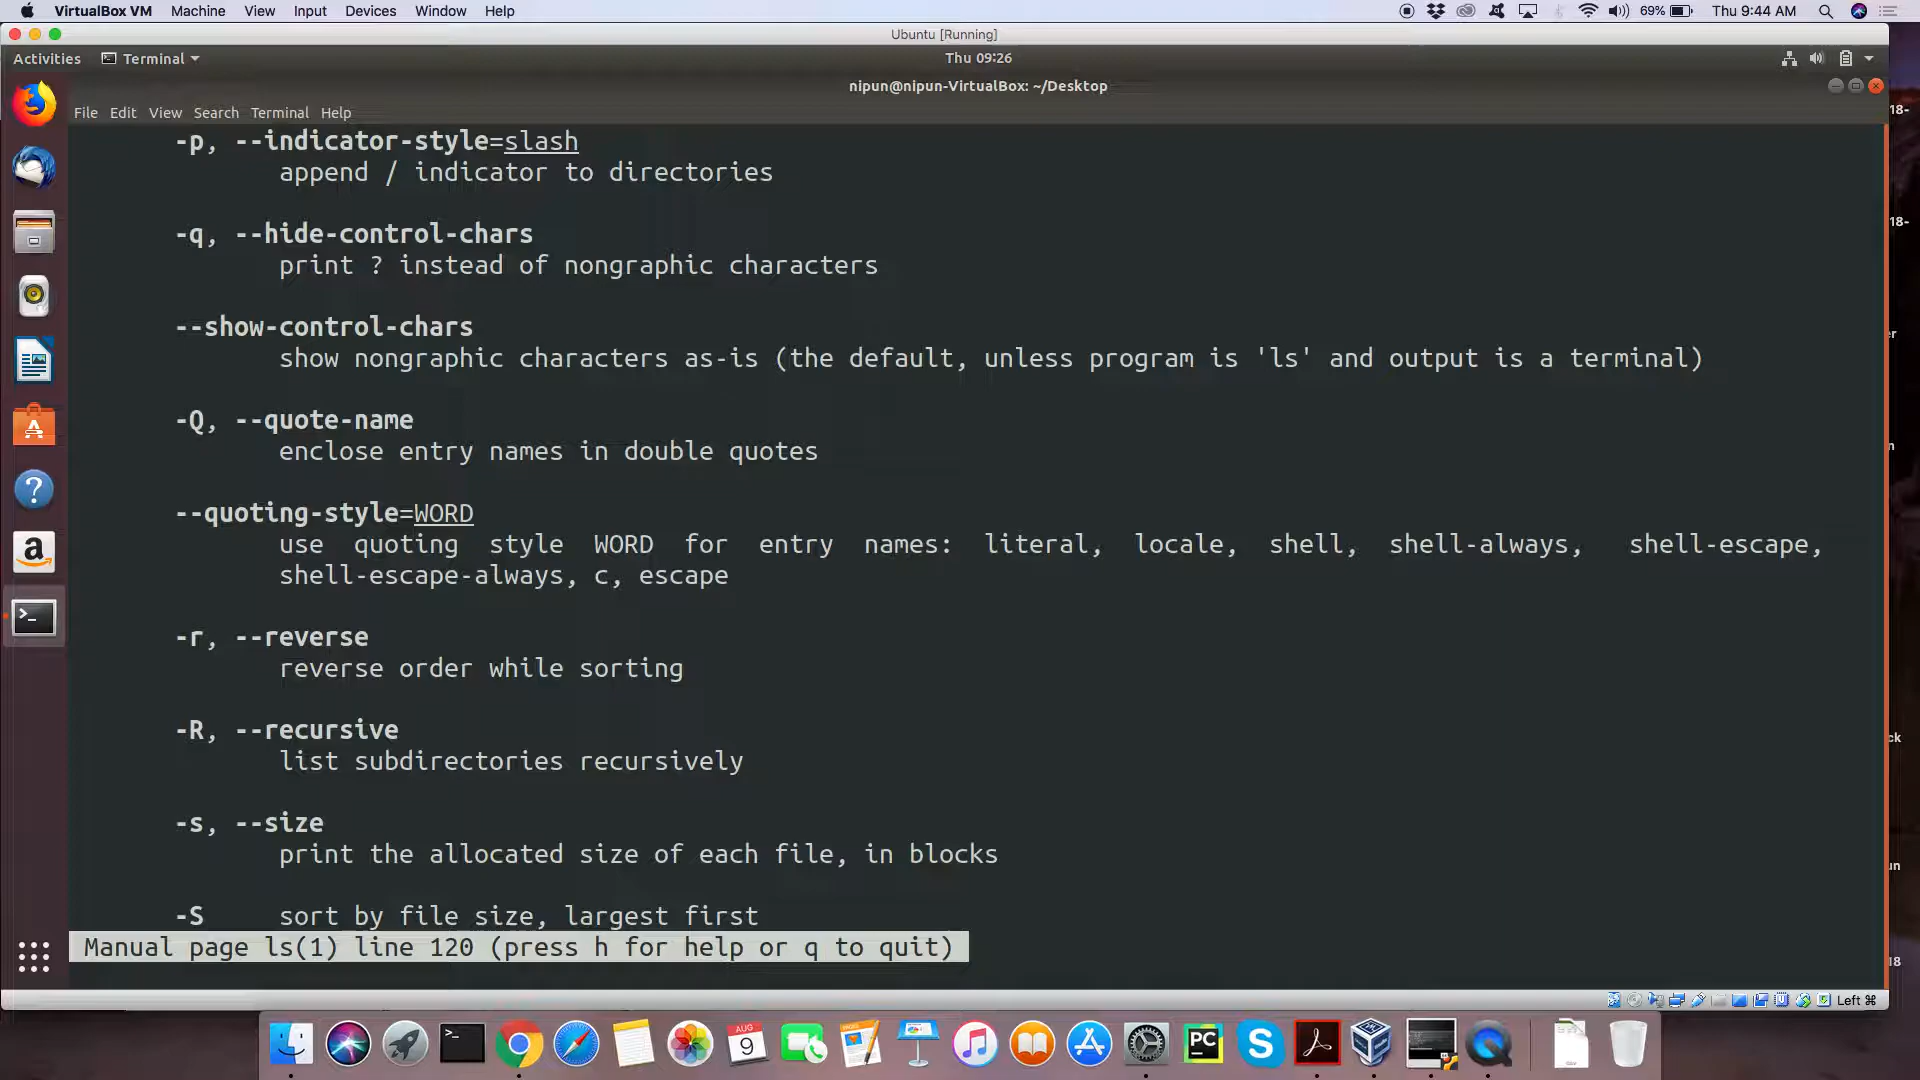 VirtualBox VM Machine View Input Devices Window Help 69% Thu 9:44 AM
Ubuntu [Running]
Activities Terminal Thu 09:26
nipun@nipun-VirtualBox: ~/Desktop
File Edit View Search Terminal Help
-p, --indicator-style=slash
append / indicator to directories
-q, --hide-control-chars
print ? instead of nongraphic characters
--show-control-chars
show nongraphic characters as-is (the default, unless program is 'ls' and output is a terminal)
-Q, --quote-name
enclose entry names in double quotes
--quoting-style=WORD
use quoting style WORD for entry names: literal, locale, shell, shell-always, shell-escape,
shell-escape-always, c, escape
-r, --reverse
reverse order while sorting
-R, --recursive
list subdirectories recursively
-s, --size
print the allocated size of each file, in blocks
-S sort by file size, largest first
Manual page ls(1) line 120 (press h for help or q to quit)
Left ⌘
18-
18-
AUG
9
PC